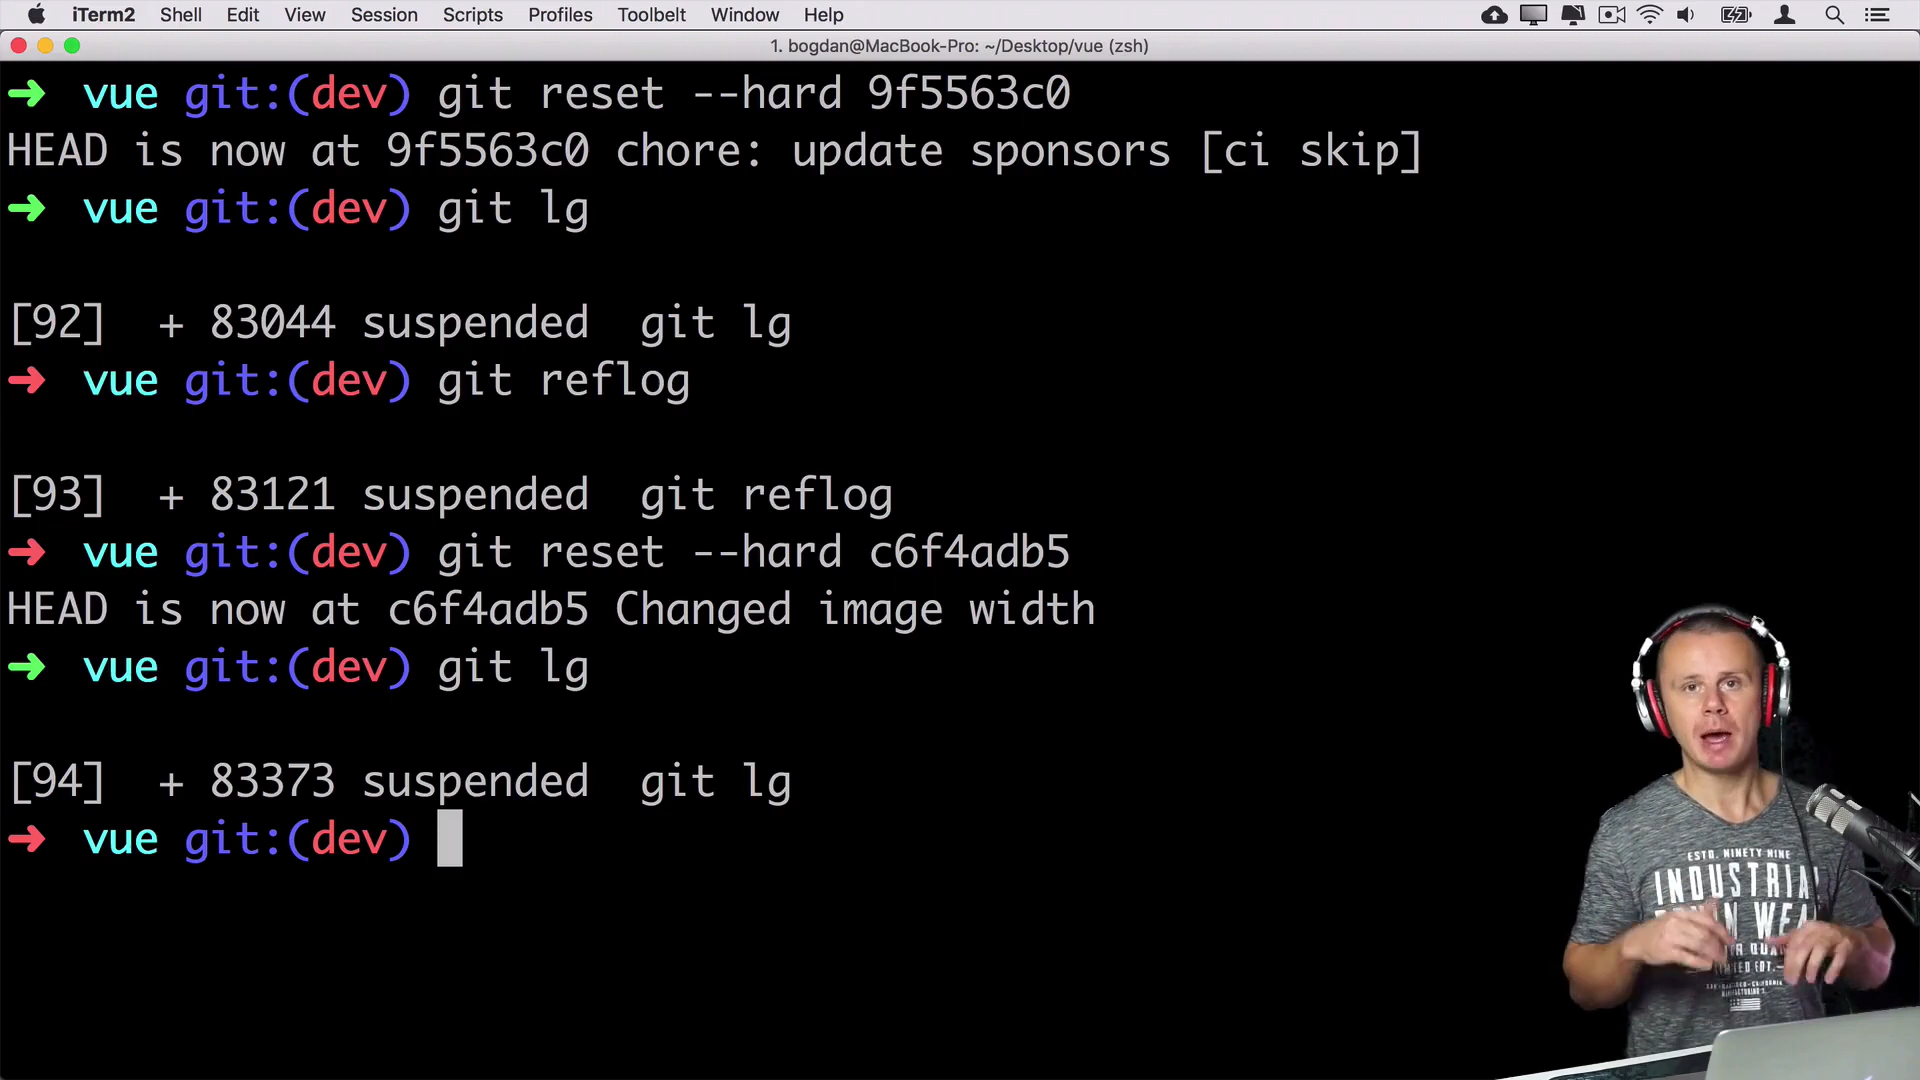 iTerm2 Shell Edit View Session Scripts Profiles Toolbelt Window Help
1. bogdan@MacBook-Pro: ~/Desktop/vue (zsh)
➜ vue git:(dev) git reset --hard 9f5563c0
HEAD is now at 9f5563c0 chore: update sponsors [ci skip]
➜ vue git:(dev) git lg
[92] + 83044 suspended git lg
➜ vue git:(dev) git reflog
[93] + 83121 suspended git reflog
➜ vue git:(dev) git reset --hard c6f4adb5
HEAD is now at c6f4adb5 Changed image width
➜ vue git:(dev) git lg
[94] + 83373 suspended git lg
➜ vue git:(dev)
ESTD. NINETY NINE
INDUSTRIA